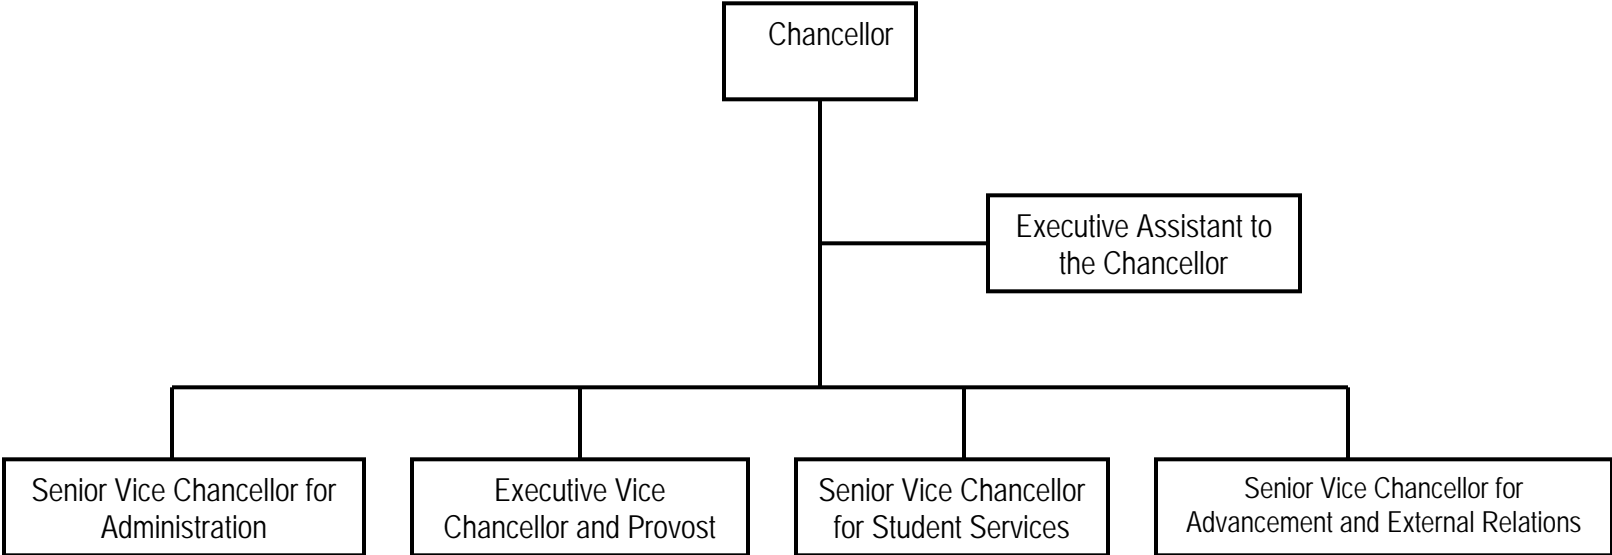 Chancellor
Executive Assistant to
the Chancellor
Senior Vice Chancellor for
Administration
Executive Vice
Chancellor and Provost
Senior Vice Chancellor
for Student Services
Senior Vice Chancellor for
Advancement and External Relations